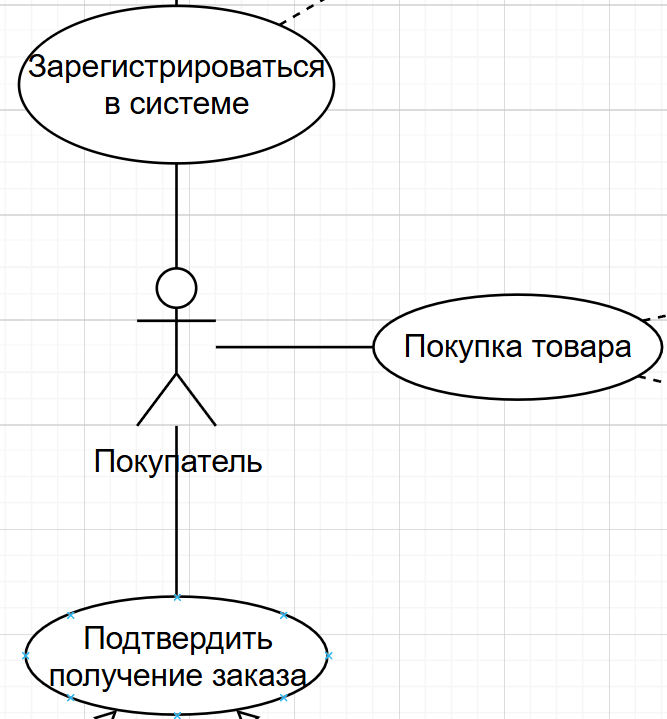 Зарегистрироваться
в системе
Покупка товара
Покупатель
Подтвердить
получение заказа